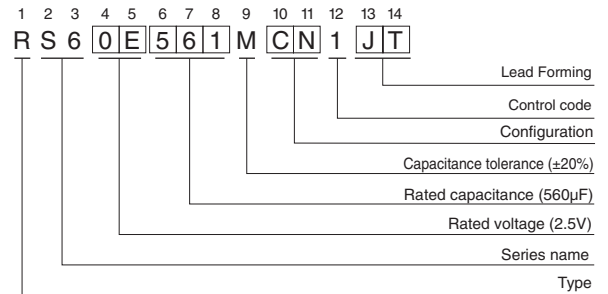 1 2 3 4 5 6 7 8 9 10 11 12 13 14
R S 6 0 E 5 6 1 M C N 1 J T
Lead Forming
Control code
Configuration
Capacitance tolerance (±20%)
Rated capacitance (560µF)
Rated voltage (2.5V)
Series name
Type